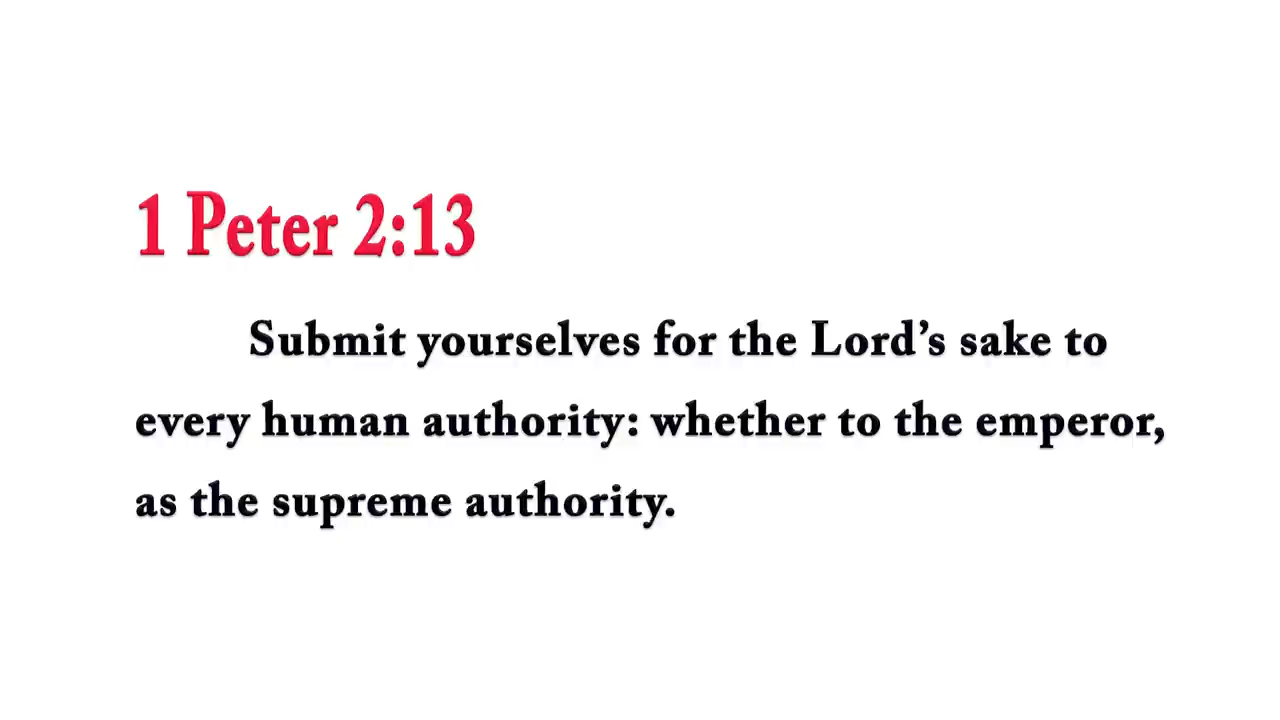 1 Peter 2:13
Submit yourselves for the Lord’s sake to
every human authority: whether to the emperor,
as the supreme authority.